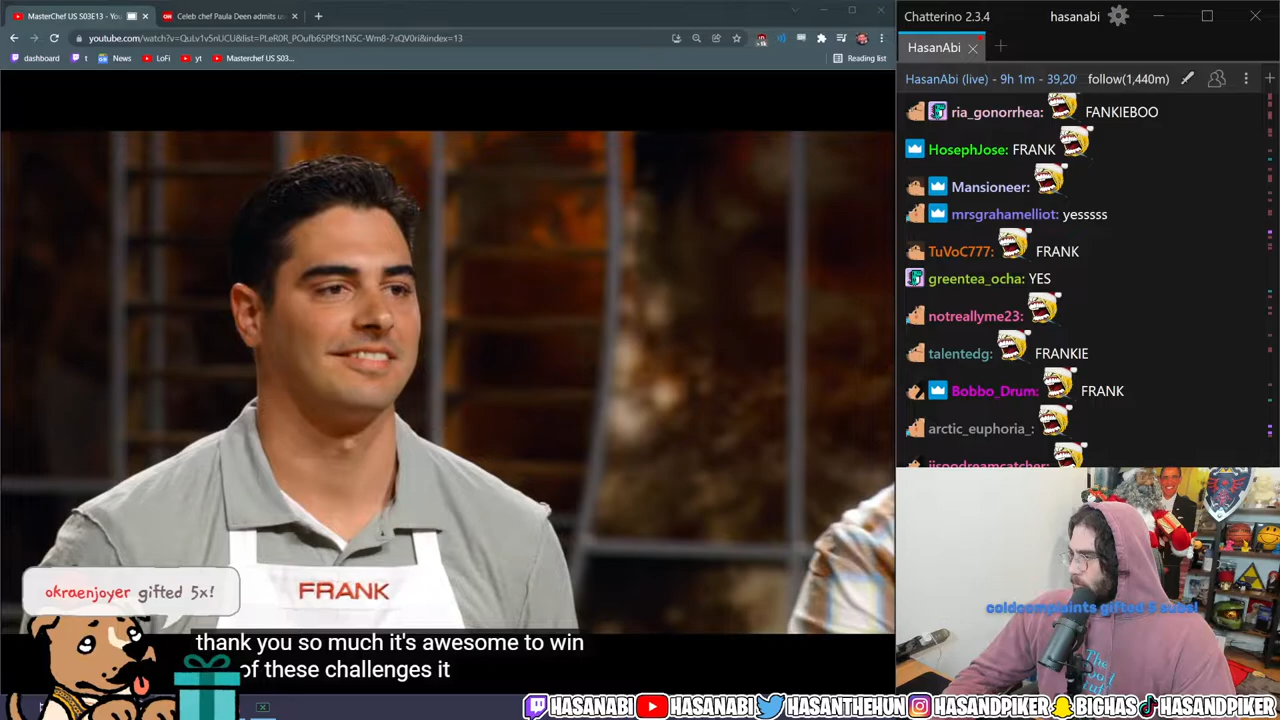 MasterChef US S03E13 - Yo
Celeb chef Paula Deen admits us
youtube.com/watch?v=QuLv1v5nUCU&list=PLeR0R_POufb65PfSt1N5C-Wm8-7sQV0ri&index=13
dashboard
t
News
LoFi
yt
Masterchef US S03...
Reading list
Chatterino 2.3.4
hasanabi
HasanAbi
HasanAbi (live) - 9h 1m - 39,20
follow(1,440m)
ria_gonorrhea: FANKIEBOO
HosephJose: FRANK
Mansioneer:
mrsgrahamelliot: yesssss
TuVoC777: FRANK
greentea_ocha: YES
notreallyme23:
talentedg: FRANKIE
Bobbo_Drum: FRANK
arctic_euphoria_:
jisoodreamcatcher:
FRANK
okraenjoyer gifted 5x!
thank you so much it's awesome to win
of these challenges it
coldcomplaints gifted 5 subs!
HASANABI
HASANABI
HASANTHEHUN
HASANDPIKER
BIGHAS
HASANDPIKER